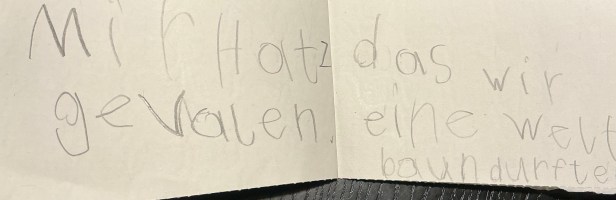 Mir Hatz
gevalen.
das wir
eine welt
baun durfte